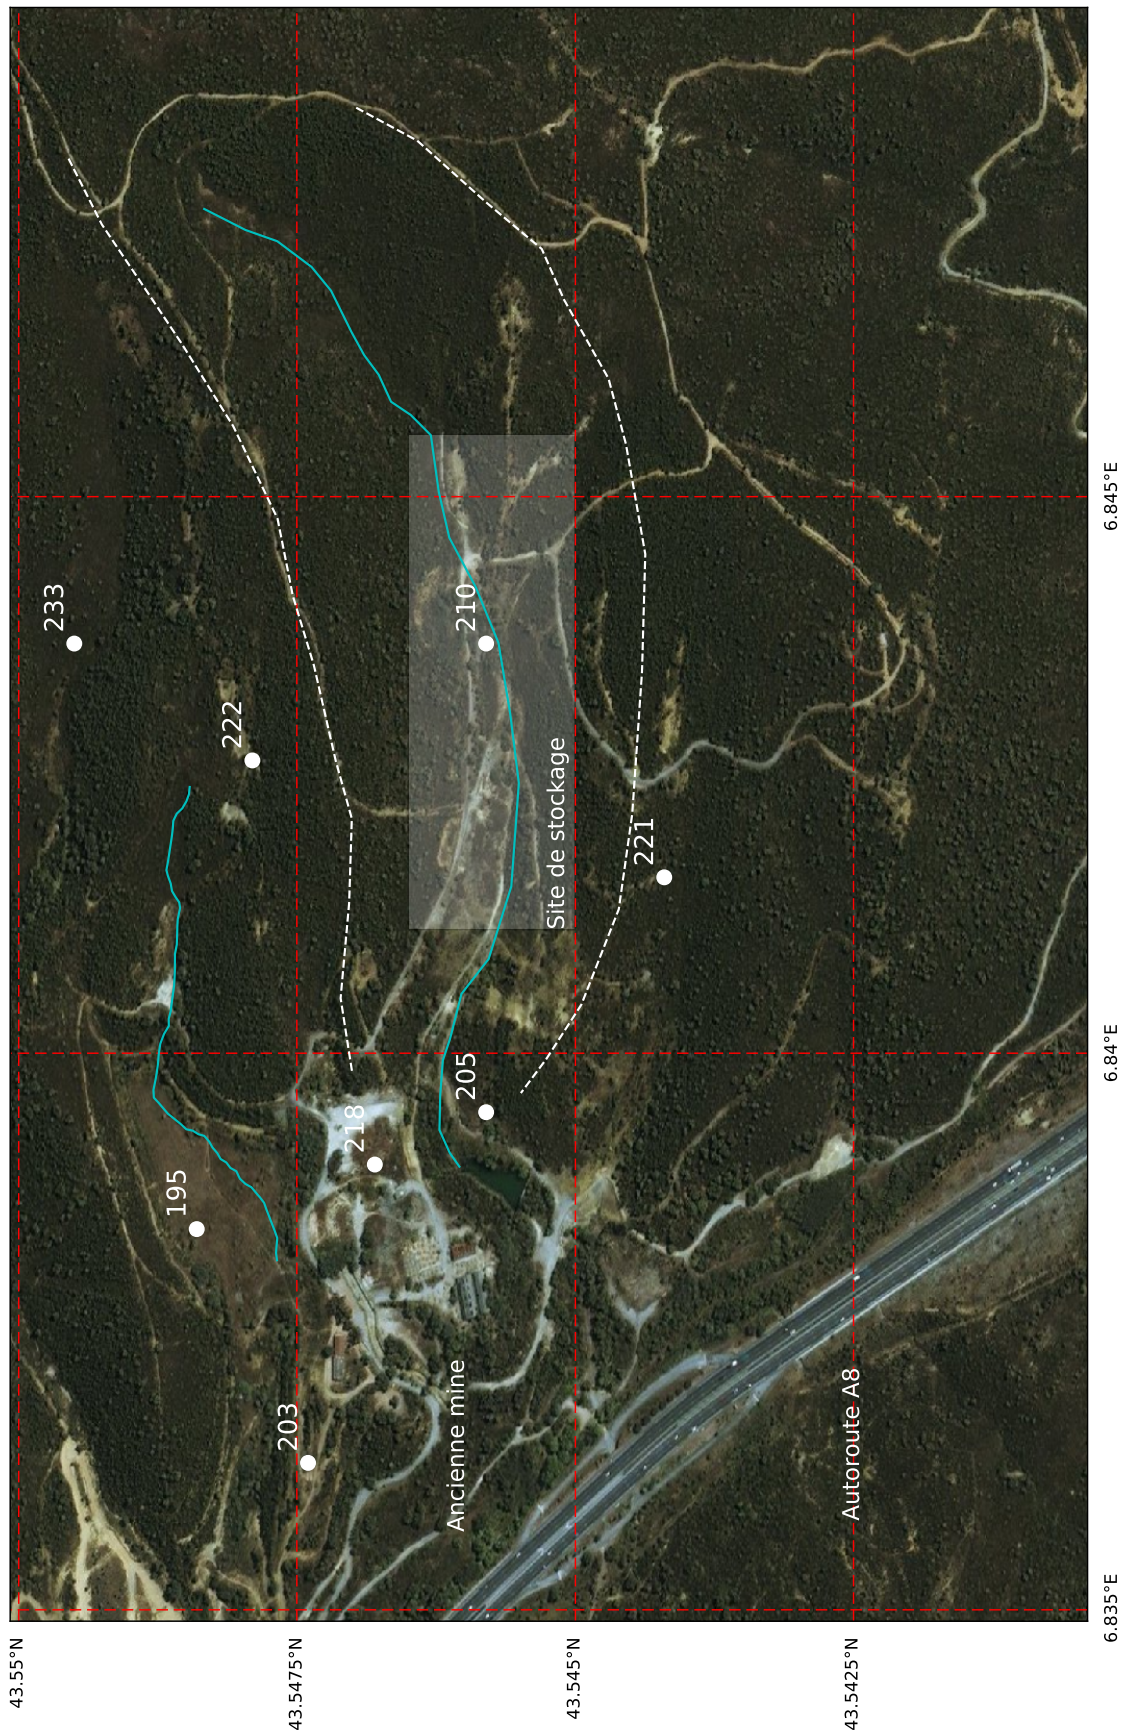 233
222
195
203
218
210
205
221
Site de stockage
Ancienne mine
Autoroute A8
43.55°N
43.5475°N
43.545°N
43.5425°N
6.835°E
6.84°E
6.845°E